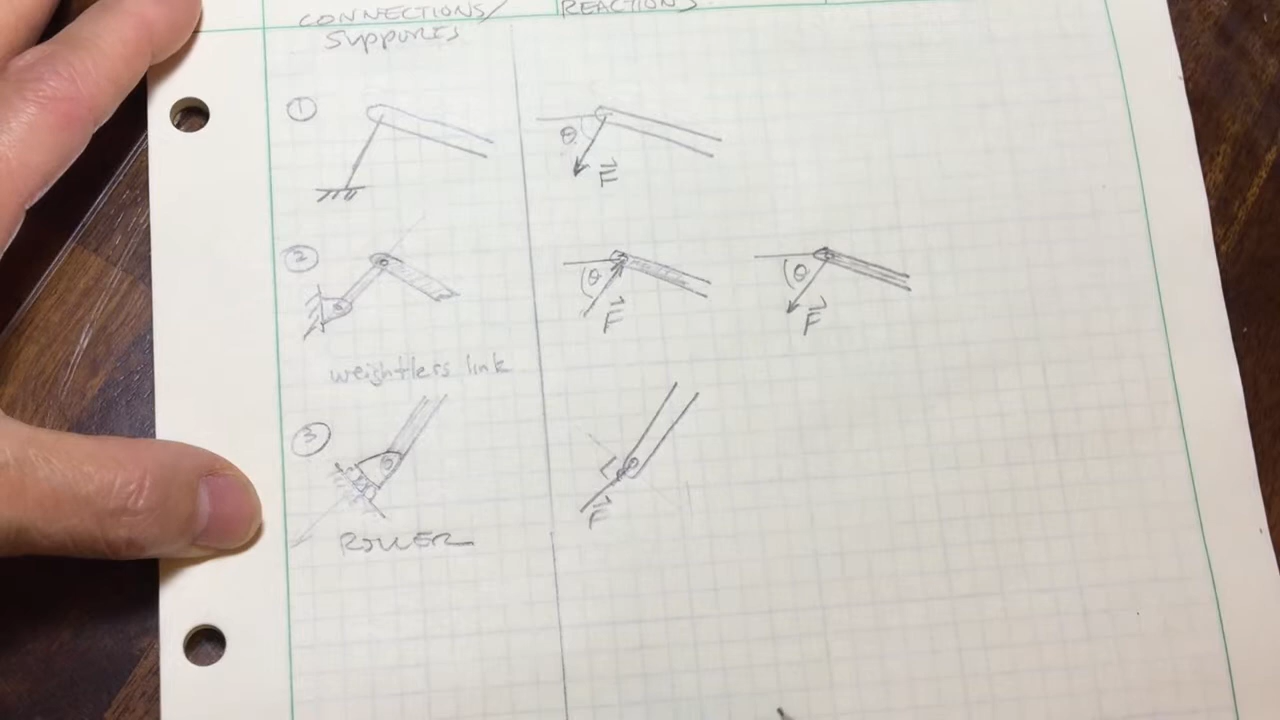 CONNECTIONS/
SUPPORTS
REACTIONS
①
θ
F⃗
②
θ
F⃗
θ
F⃗
weightless link
③
F⃗
ROLLER